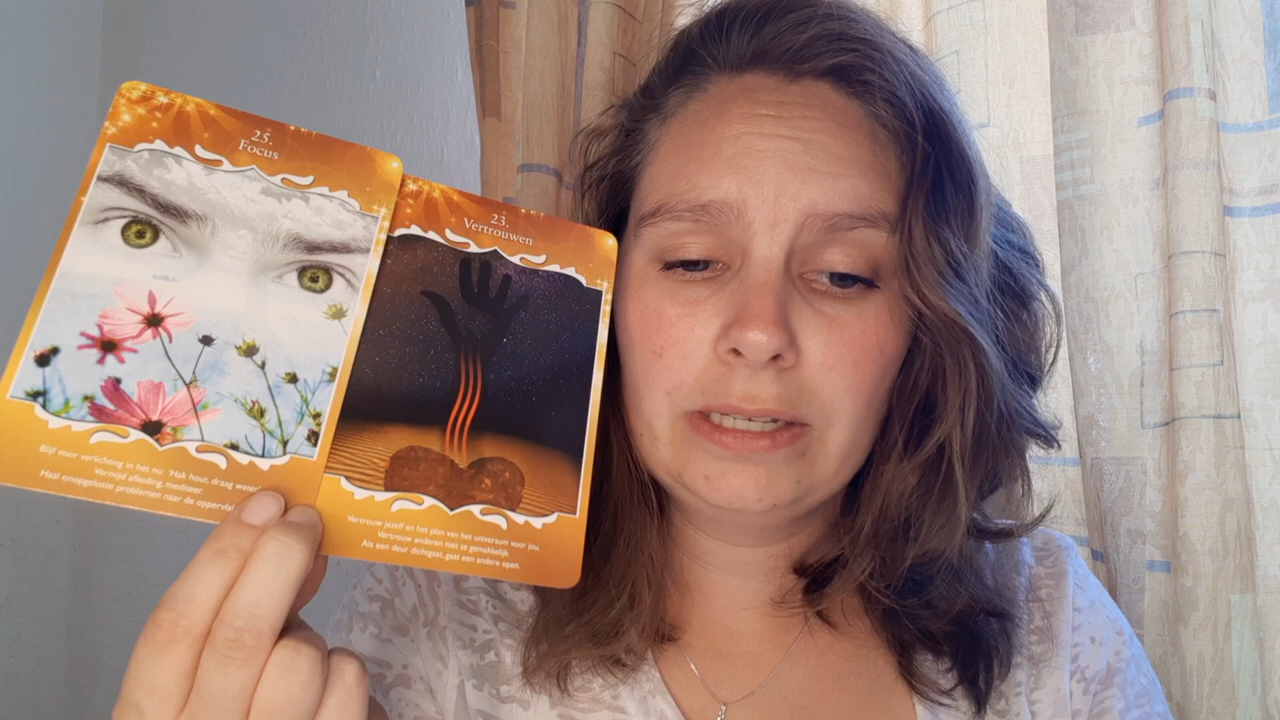 25.
Focus
Blijf voor verlichting in het nu: 'Hak hout, draag water
Vermijd afleiding, mediteer.
Haal onopgeloste problemen naar de oppervla
23.
Vertrouwen
Vertrouw jezelf en het plan van het universum voor jou.
Vertrouw anderen niet te gemakkelijk.
Als een deur dichtgaat, gaat een andere open.